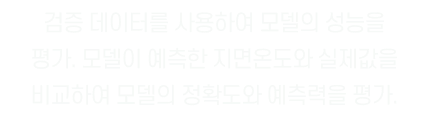 검증 데이터를 사용하여 모델의 성능을
평가. 모델이 예측한 지면온도와 실제값을
비교하여 모델의 정확도와 예측력을 평가.